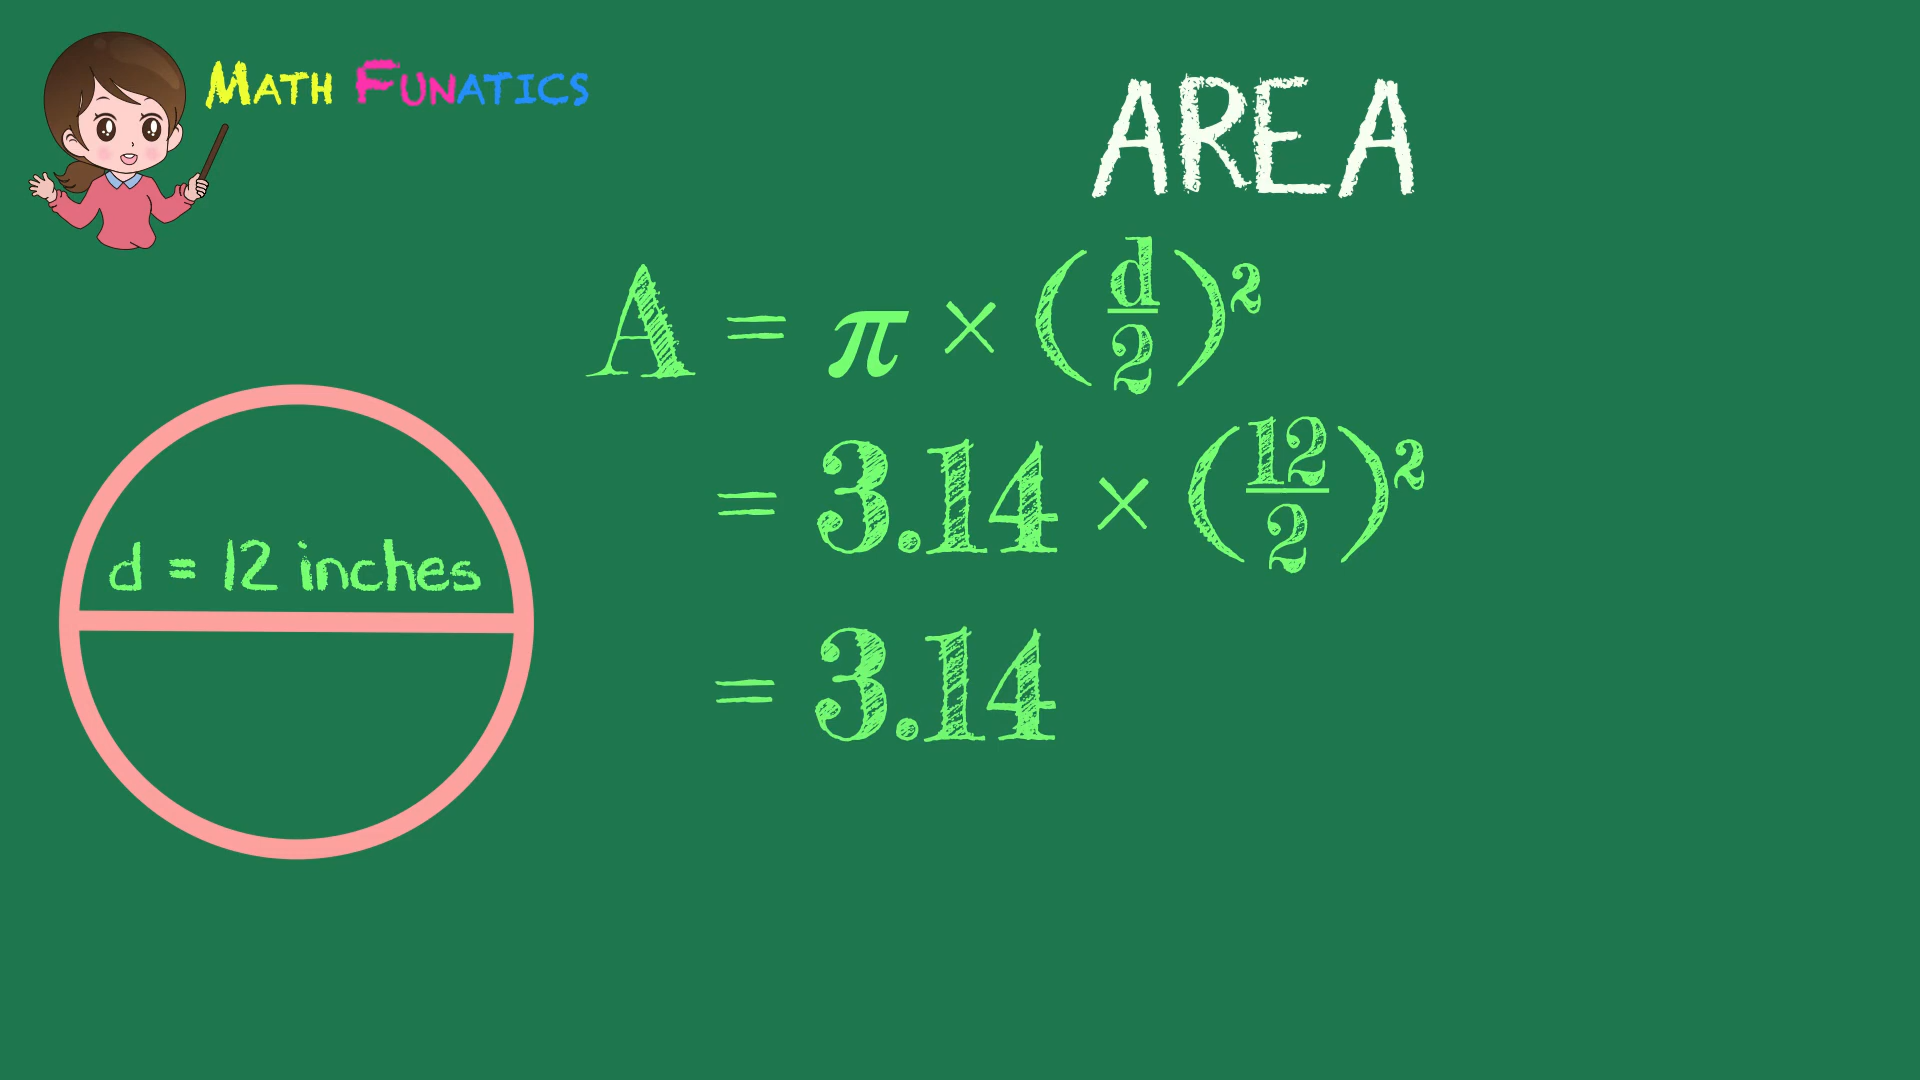 MATH FUNATICS
AREA
A = π × (d/2)²
= 3.14 × (12/2)²
d = 12 inches
= 3.14